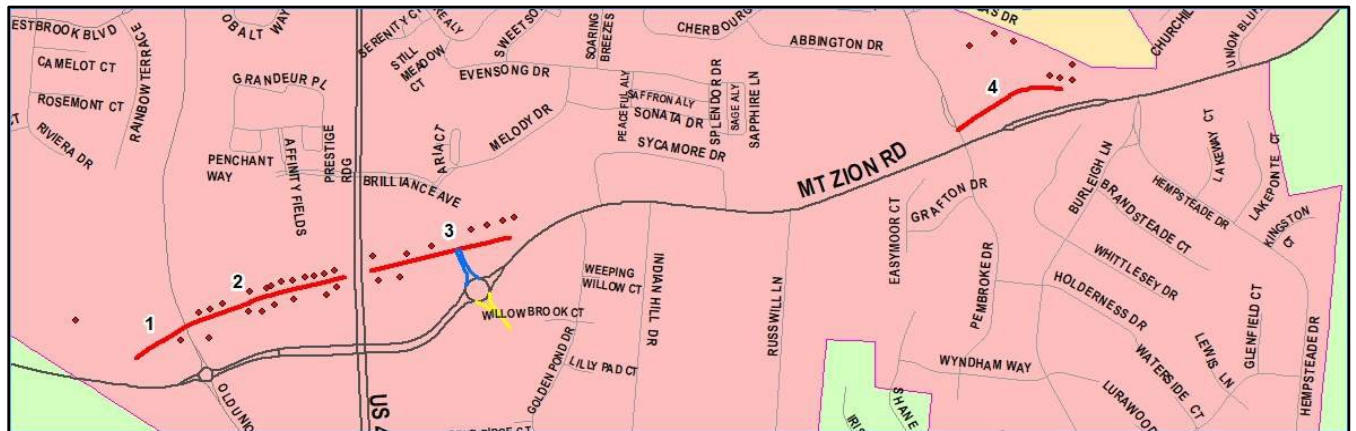 ESTBROOK BLVD
CAMELOT CT
ROSEMONT CT
CT
RIVIERA DR
RAINBOW TERRACE
OBALT WAY
GRANDEUR PL
PENCHANT
WAY
AFFINITY FIELDS
PRESTIGE
RDG
SERENITY CT
STILL
MEADOW
CT
SWEETSO
EVENSONG DR
SOARING
BREEZES
CHERBOURG
ABBINGTON DR
MELODY DR
ARIA CT
BRILLIANCE AVE
PEACEFUL ALY
SAFFRON ALY
SONATA DR
SPLENDOR DR
SAGE ALY
SAPPHIRE LN
SYCAMORE DR
MT ZION RD
AS DR
CHURCHIL
UNION BLUF
4
3
2
1
EASYMOOR CT
GRAFTON DR
PEMBROKE DR
BURLEIGH LN
BRANDSTEADE CT
HEMPSTEADE DR
LAKEWAY CT
LAKEPONTE CT
KINGSTON
CT
WHITTLESEY DR
HOLDERNESS DR
WATERSIDE CT
LEWIS LN
GLENFIELD CT
HEMPSTEADE DR
WYNDHAM WAY
LURAWOOD
SHANE
IRIS
WEEPING
WILLOW CT
WILLOWBROOK CT
INDIAN HILL DR
RUSSWILL LN
GOLDEN POND DR
LILLY PAD CT
OLD UNIO
US 4